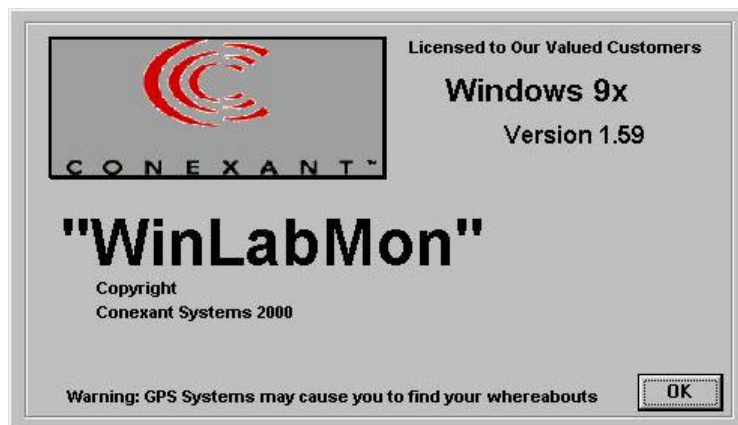 CONEXANT™
Licensed to Our Valued Customers
Windows 9x
Version 1.59
"WinLabMon"
Copyright
Conexant Systems 2000
Warning: GPS Systems may cause you to find your whereabouts
OK